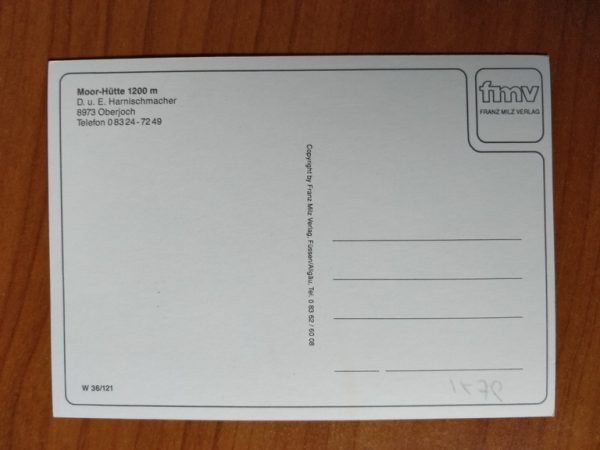 Moor-Hütte 1200 m
D. u. E. Harnischmacher
8973 Oberjoch
Telefon 0 83 24 - 72 49
fmv
FRANZ MILZ VERLAG
Copyright by Franz Milz Verlag, Füssen/Allgäu, Tel. 0 83 62 / 60 08
W 36/121